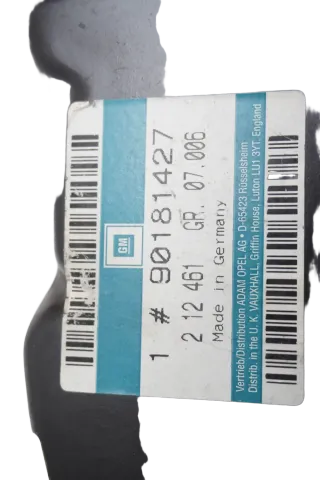 GM
1 # 90181427
2 12 461 GR. 07.006
Made in Germany
Vertrieb/Distribution ADAM OPEL AG • D-65423 Rüsselsheim
Distrib. in the U. K. VAUXHALL, Griffin House, Luton LU1 3YT, England